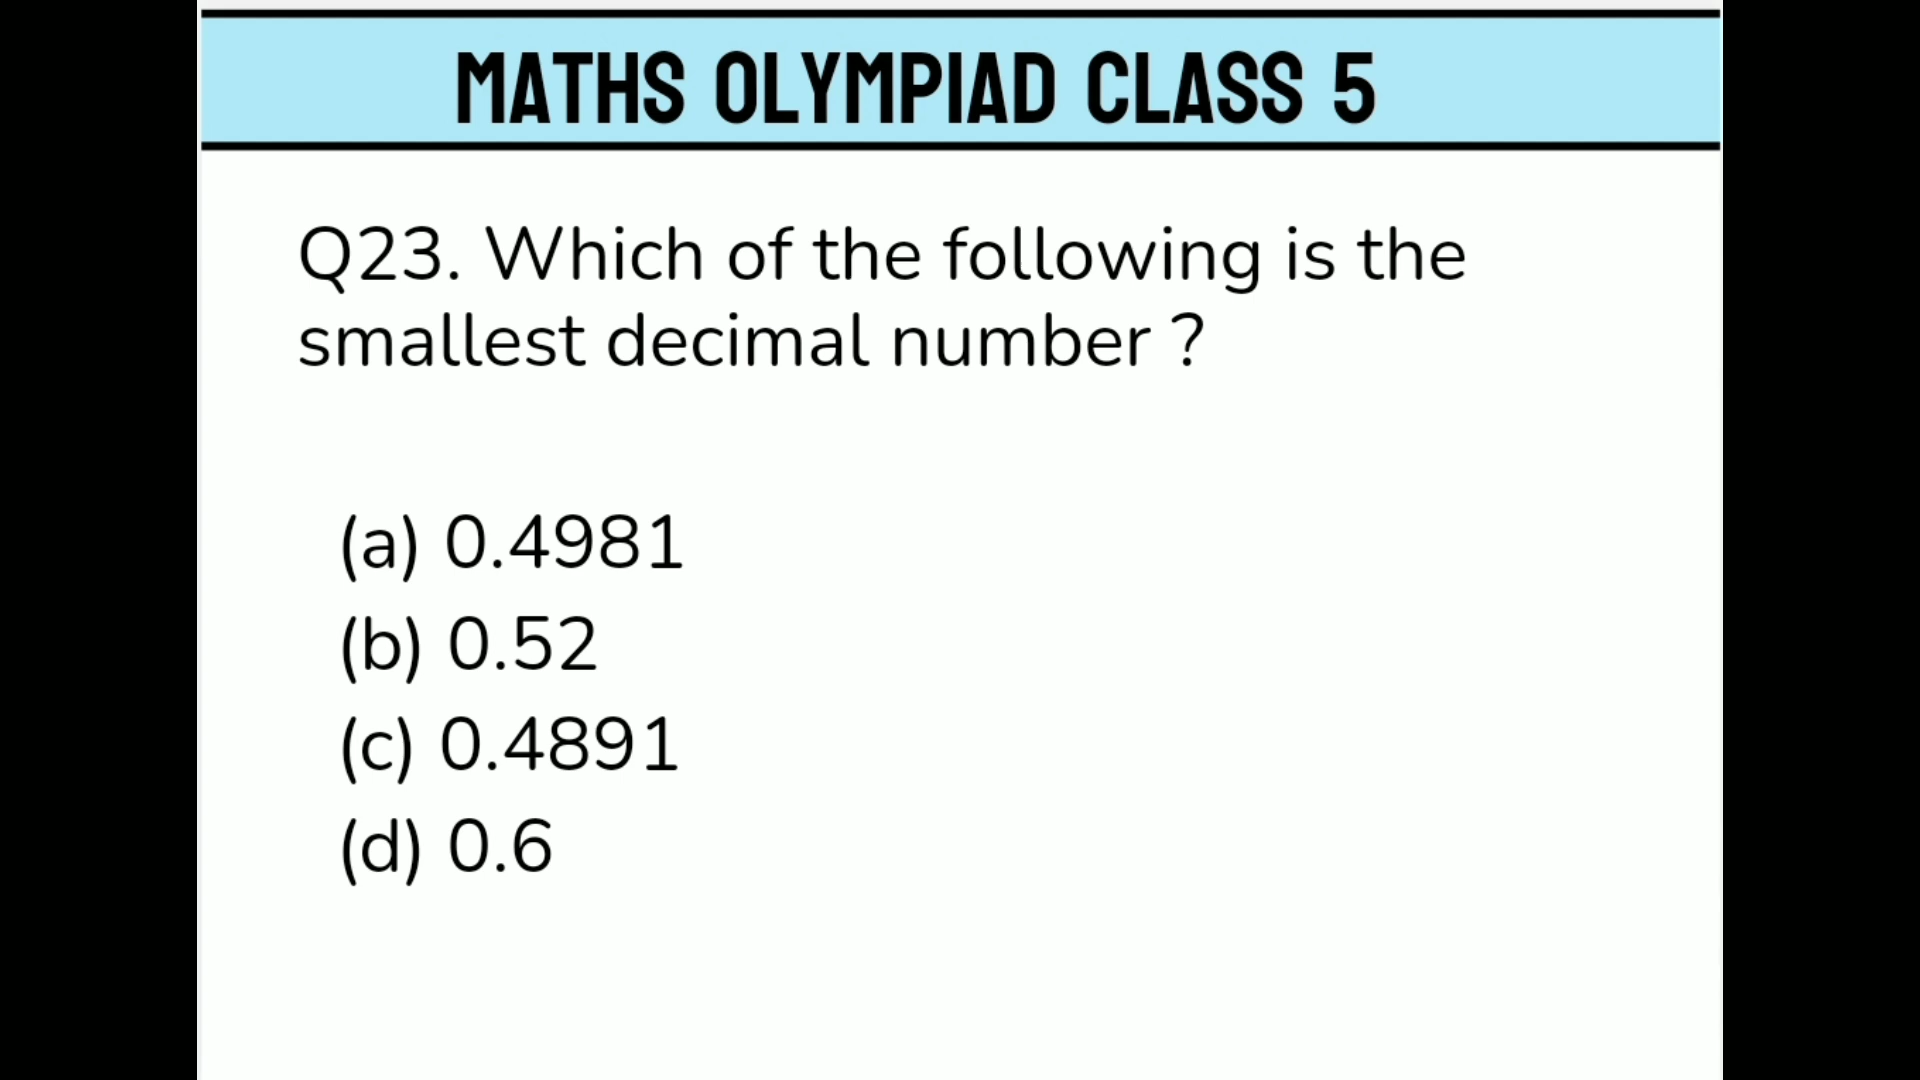 MATHS OLYMPIAD CLASS 5
Q23. Which of the following is the
smallest decimal number ?
(a) 0.4981
(b) 0.52
(c) 0.4891
(d) 0.6